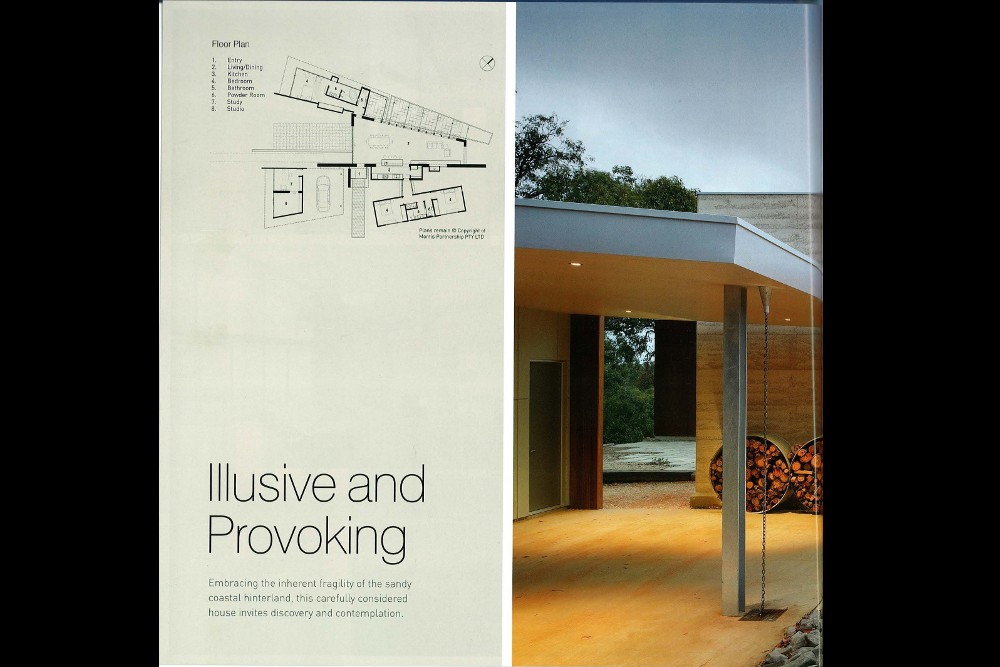 Floor Plan
1. Entry
2. Living/Dining
3. Kitchen
4. Bedroom
5. Bathroom
6. Powder Room
7. Study
8. Studio
Plans remain © Copyright of
Morris Partnership PTY LTD
Illusive and
Provoking
Embracing the inherent fragility of the sandy
coastal hinterland, this carefully considered
house invites discovery and contemplation.